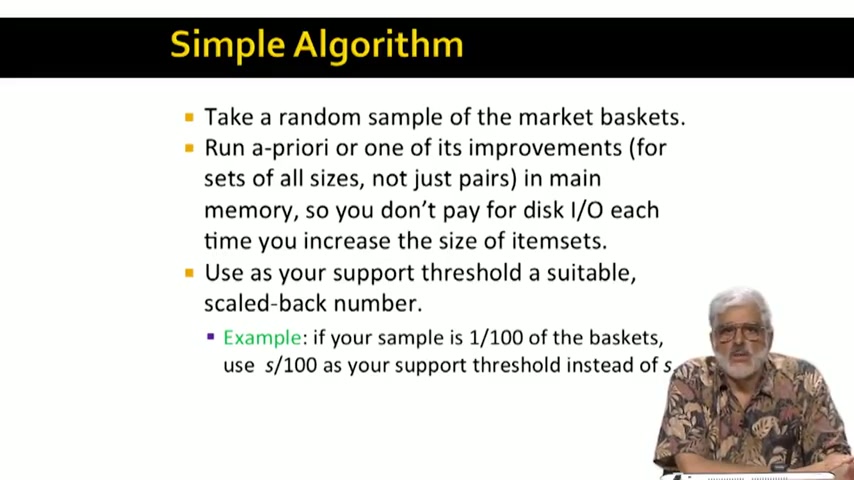 Simple Algorithm
▪ Take a random sample of the market baskets.
▪ Run a-priori or one of its improvements (for
sets of all sizes, not just pairs) in main
memory, so you don't pay for disk I/O each
time you increase the size of itemsets.
▪ Use as your support threshold a suitable,
scaled-back number.
▪ Example: if your sample is 1/100 of the baskets,
use s/100 as your support threshold instead of s.